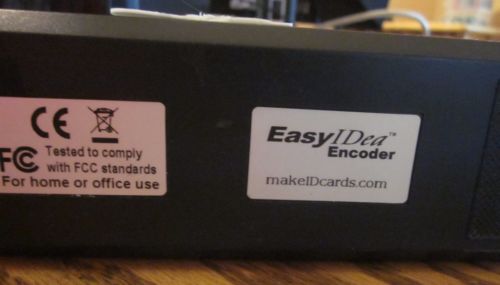 CE
FC Tested to comply
with FCC standards
For home or office use
EasyIDea™
Encoder
makeIDcards.com